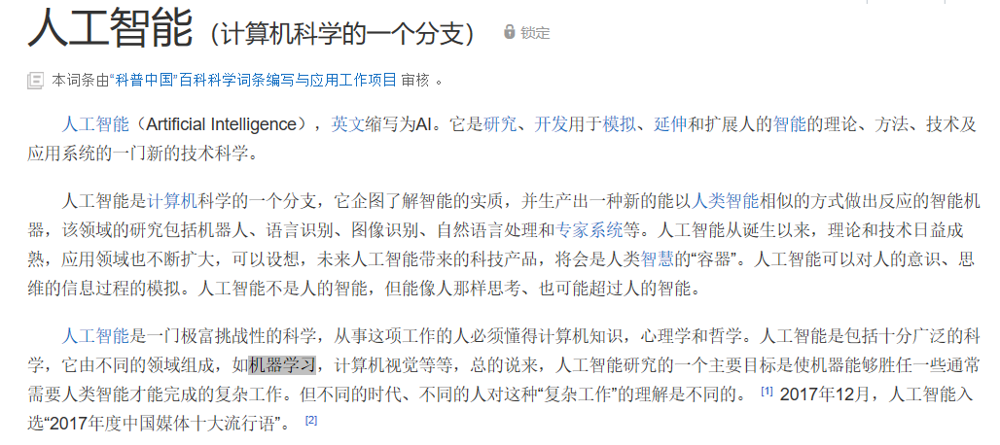 人工智能（计算机科学的一个分支） 锁定
本词条由“科普中国”百科科学词条编写与应用工作项目 审核 。
人工智能（Artificial Intelligence），英文缩写为AI。它是研究、开发用于模拟、延伸和扩展人的智能的理论、方法、技术及
应用系统的一门新的技术科学。
人工智能是计算机科学的一个分支，它企图了解智能的实质，并生产出一种新的能以人类智能相似的方式做出反应的智能机
器，该领域的研究包括机器人、语言识别、图像识别、自然语言处理和专家系统等。人工智能从诞生以来，理论和技术日益成
熟，应用领域也不断扩大，可以设想，未来人工智能带来的科技产品，将会是人类智慧的“容器”。人工智能可以对人的意识、思
维的信息过程的模拟。人工智能不是人的智能，但能像人那样思考、也可能超过人的智能。
人工智能是一门极富挑战性的科学，从事这项工作的人必须懂得计算机知识，心理学和哲学。人工智能是包括十分广泛的科
学，它由不同的领域组成，如机器学习，计算机视觉等等，总的说来，人工智能研究的一个主要目标是使机器能够胜任一些通常
需要人类智能才能完成的复杂工作。但不同的时代、不同的人对这种“复杂工作”的理解是不同的。 [1] 2017年12月，人工智能入
选“2017年度中国媒体十大流行语”。 [2]